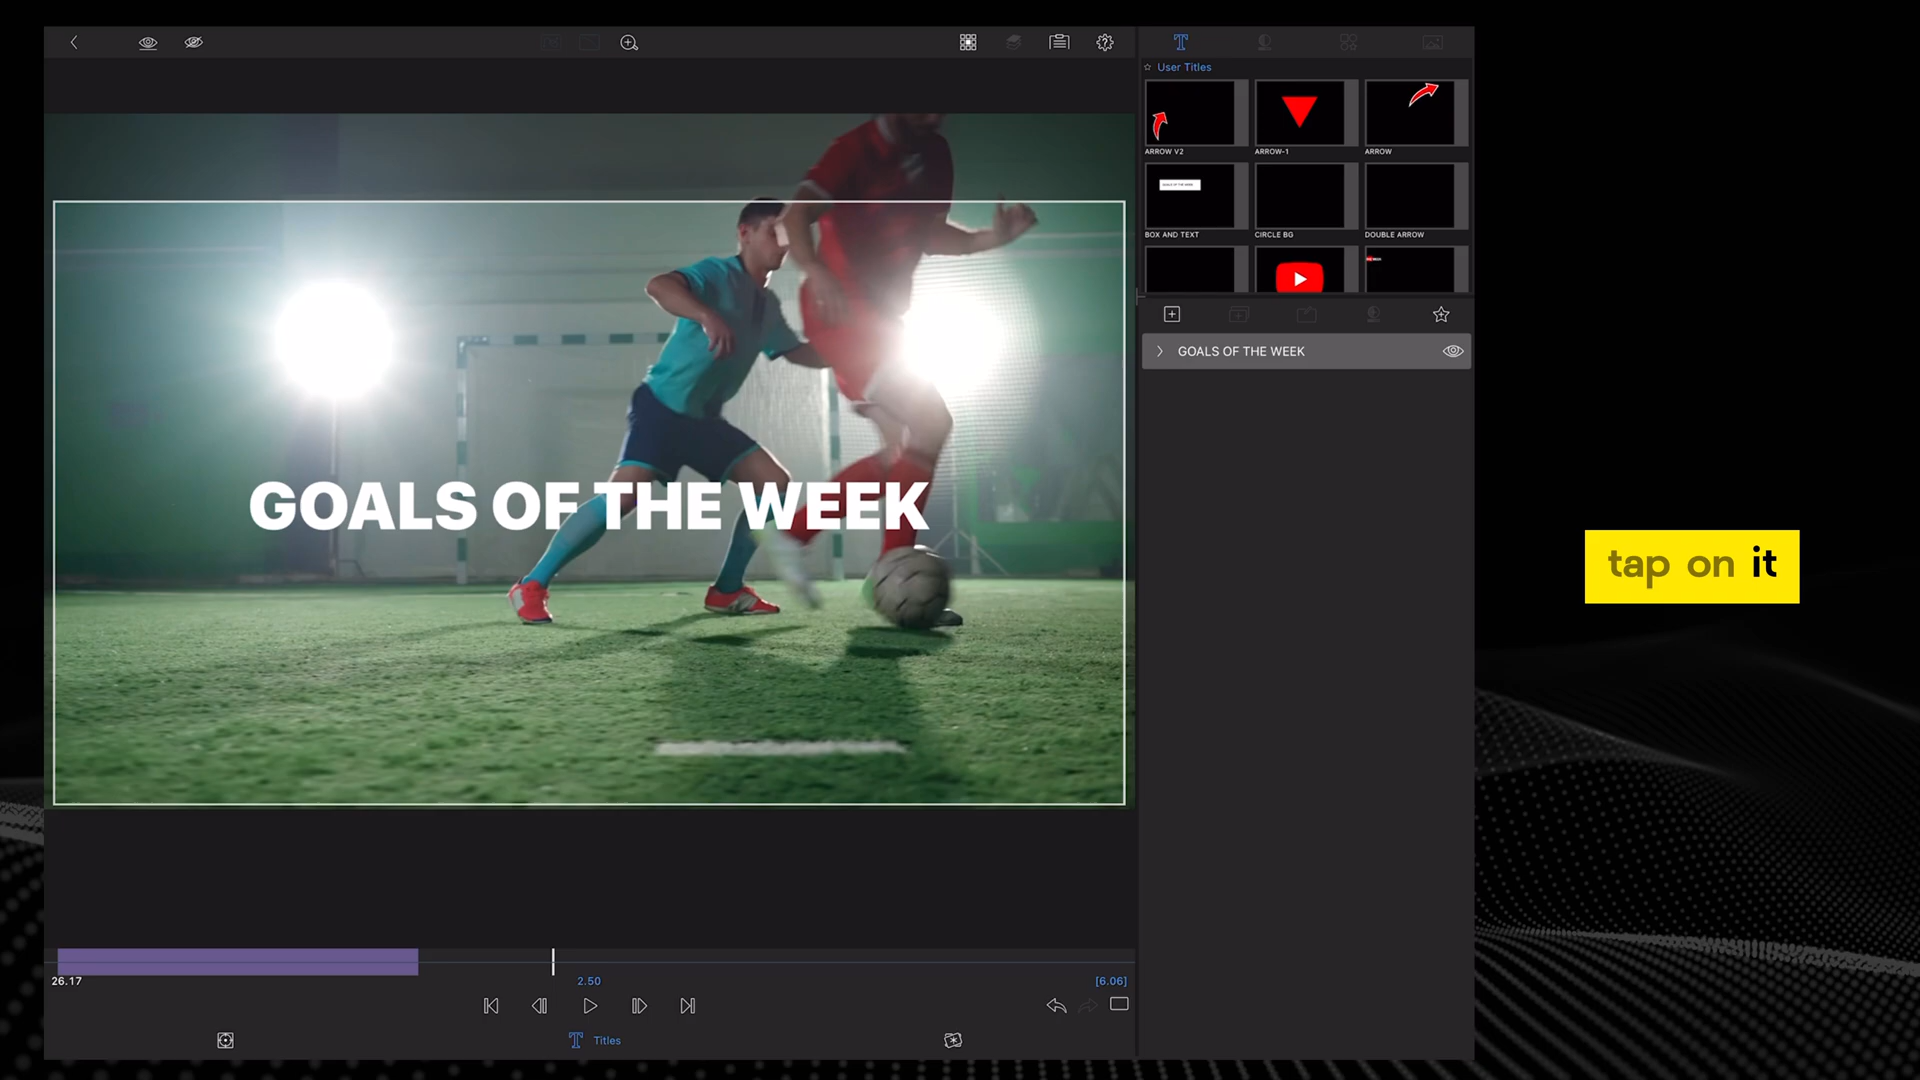 User Titles
ARROW V2
ARROW-1
ARROW
BOX AND TEXT
CIRCLE BG
DOUBLE ARROW
GOALS OF THE WEEK
GOALS OF THE WEEK
tap on it
26.17
2.50
[6.06]
Titles